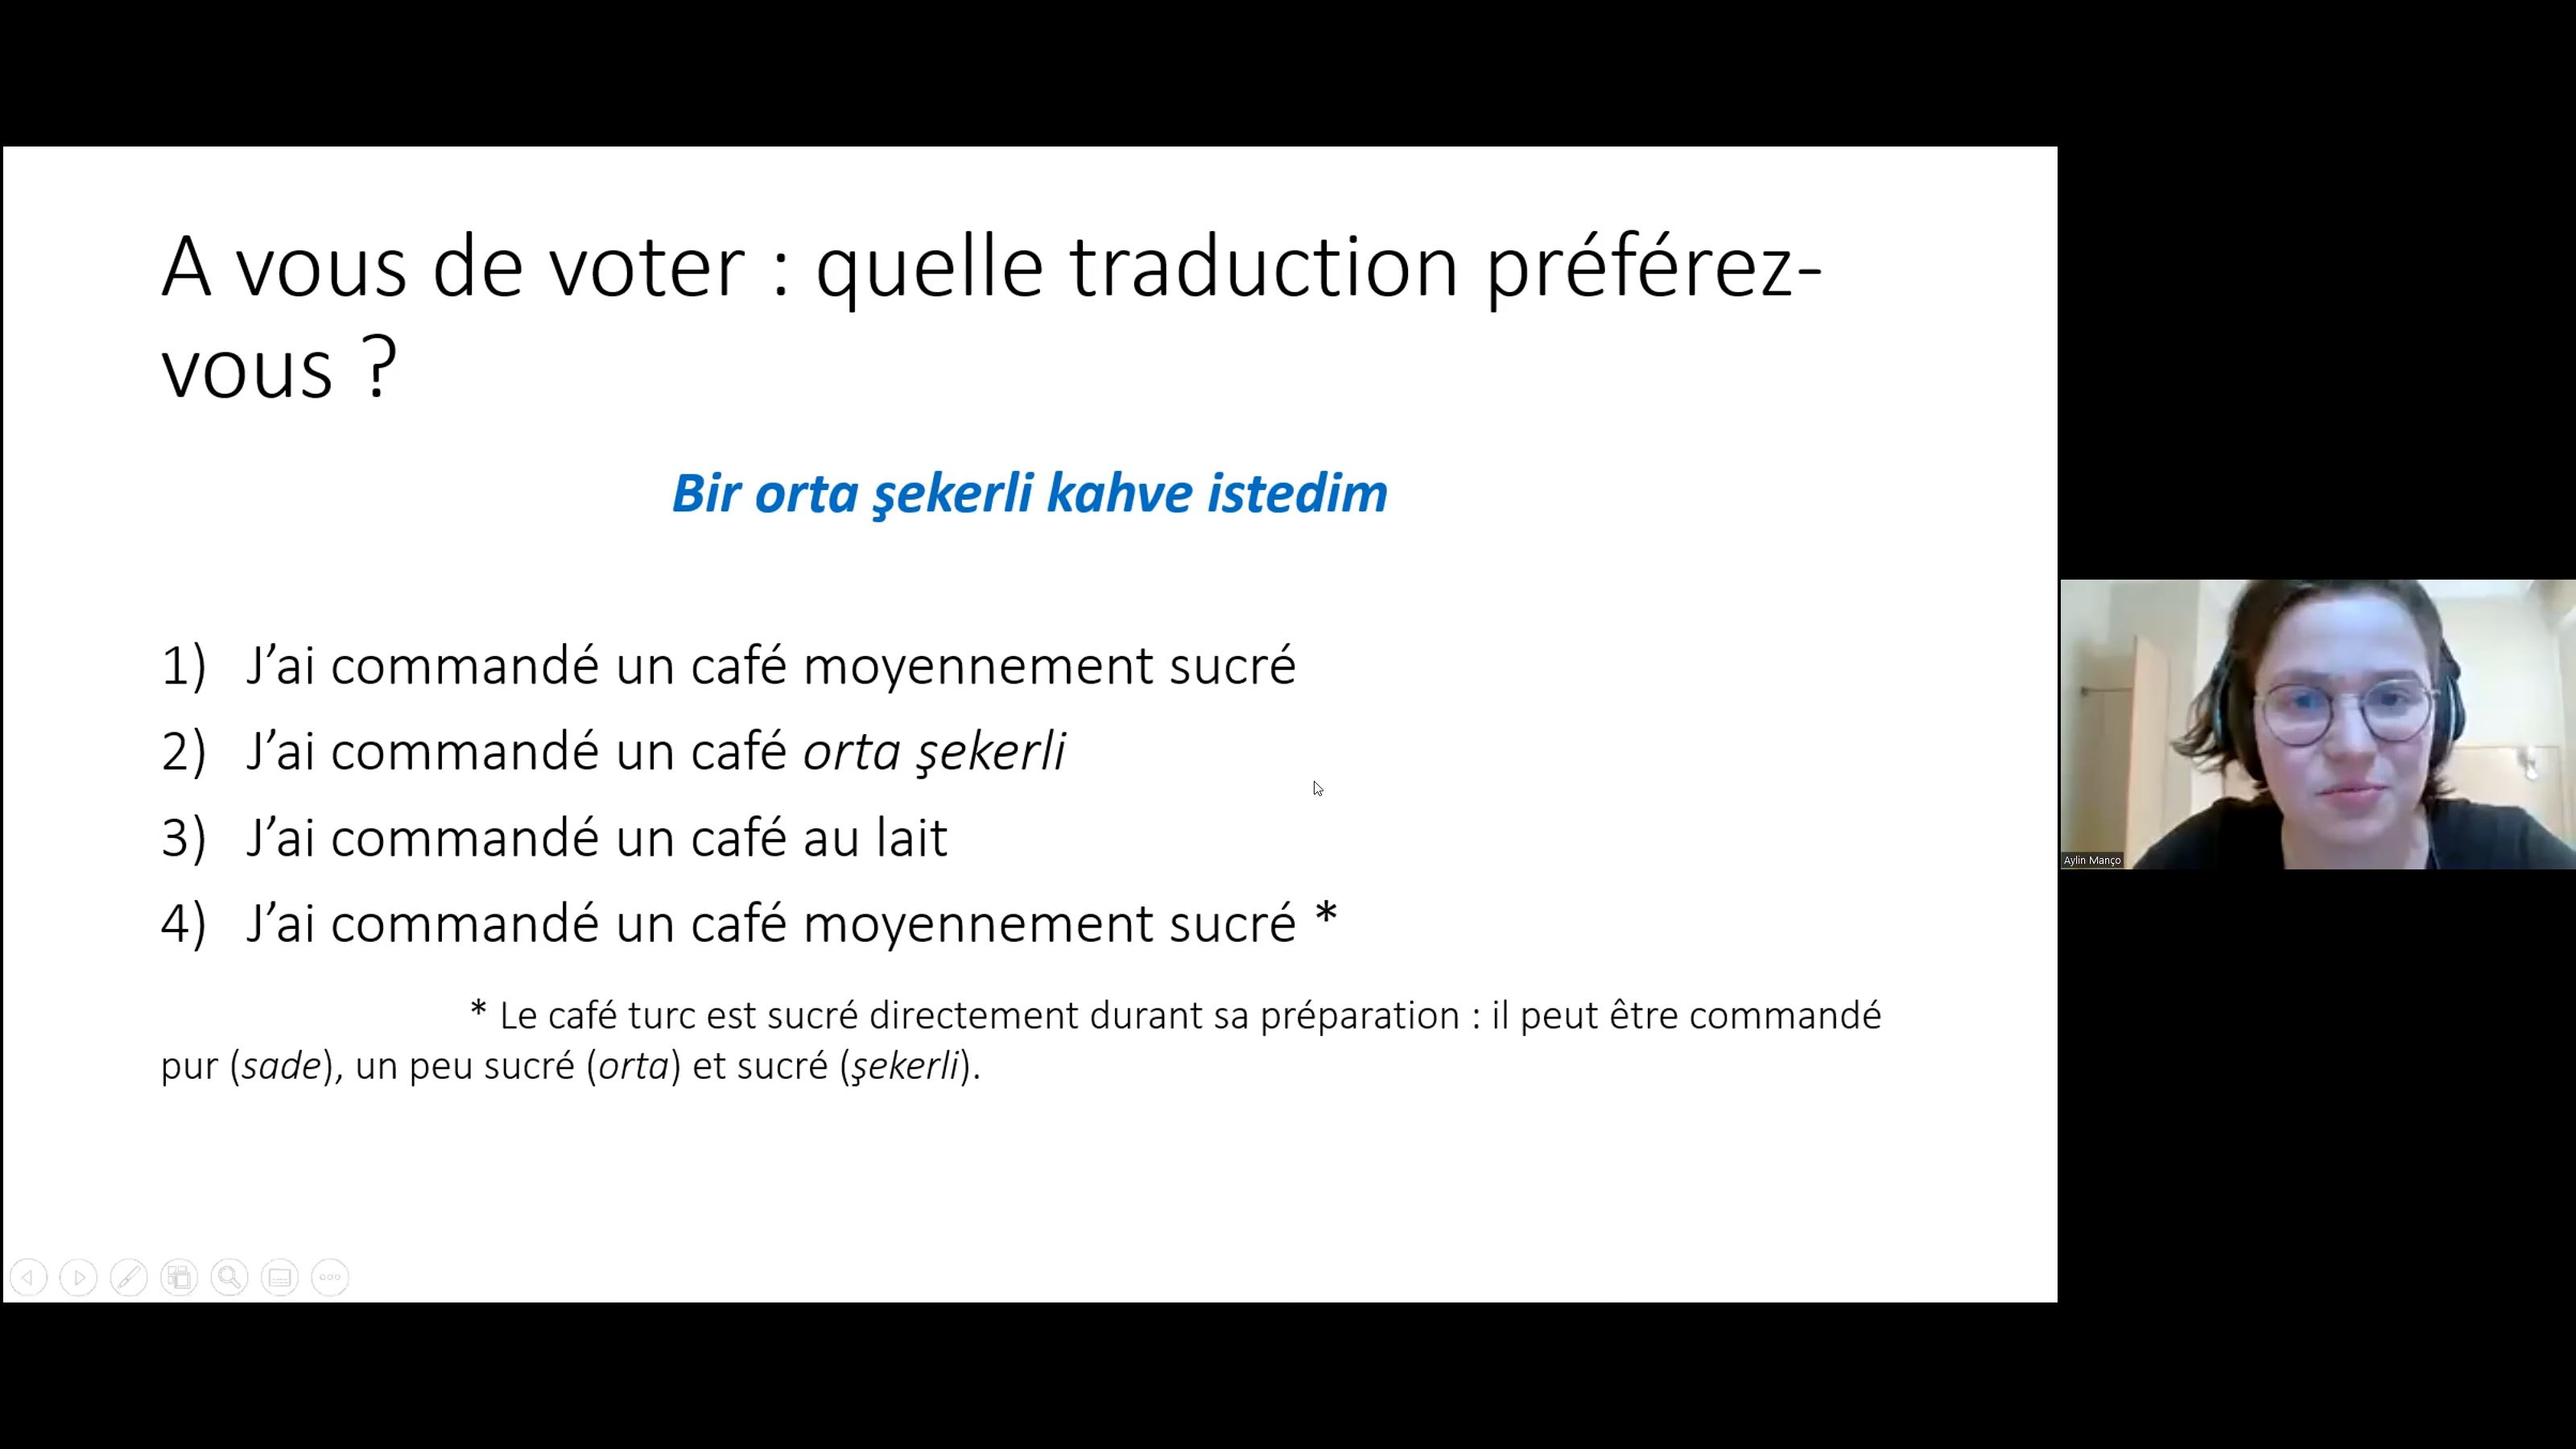 A vous de voter : quelle traduction préférez-
vous ?
Bir orta şekerli kahve istedim
1) J’ai commandé un café moyennement sucré
2) J’ai commandé un café orta şekerli
3) J’ai commandé un café au lait
4) J’ai commandé un café moyennement sucré *
* Le café turc est sucré directement durant sa préparation : il peut être commandé
pur (sade), un peu sucré (orta) et sucré (şekerli).
Aylin Manço